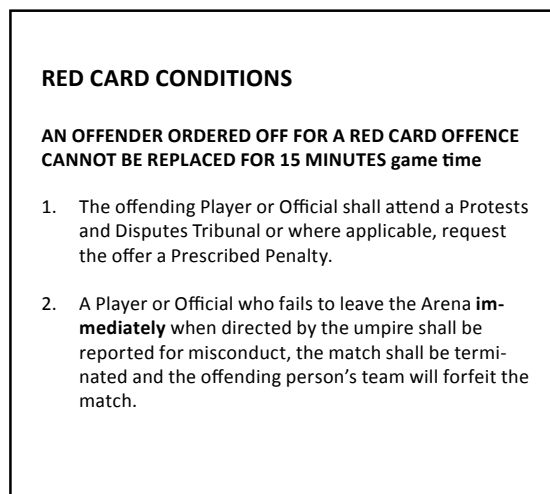 RED CARD CONDITIONS
AN OFFENDER ORDERED OFF FOR A RED CARD OFFENCE
CANNOT BE REPLACED FOR 15 MINUTES game time
1. The offending Player or Official shall attend a Protests
and Disputes Tribunal or where applicable, request
the offer a Prescribed Penalty.
2. A Player or Official who fails to leave the Arena im-
mediately when directed by the umpire shall be
reported for misconduct, the match shall be termi-
nated and the offending person’s team will forfeit the
match.